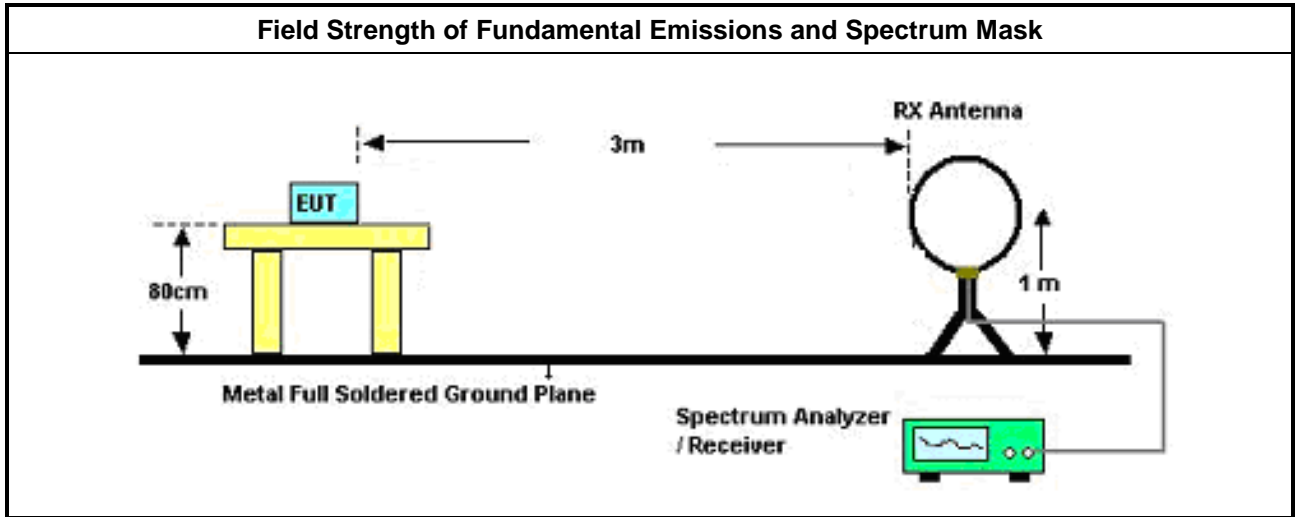 Field Strength of Fundamental Emissions and Spectrum Mask
RX Antenna
3m
EUT
80cm
1 m
Metal Full Soldered Ground Plane
Spectrum Analyzer
/ Receiver